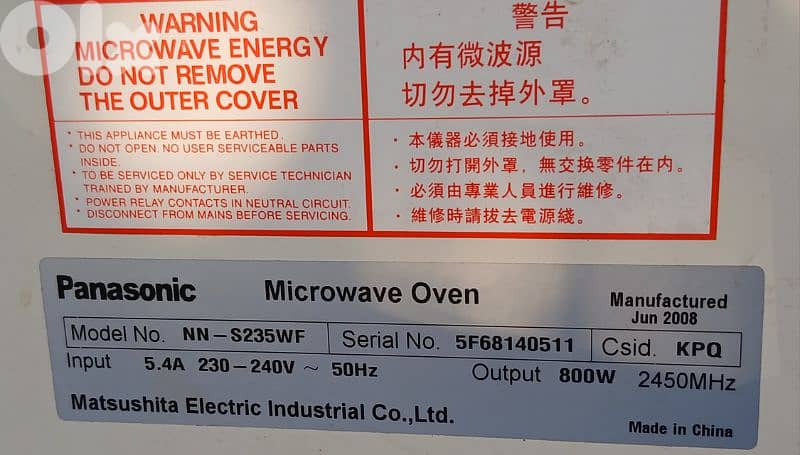 WARNING
MICROWAVE ENERGY
DO NOT REMOVE
THE OUTER COVER
* THIS APPLIANCE MUST BE EARTHED.
* DO NOT OPEN. NO USER SERVICEABLE PARTS
INSIDE.
* TO BE SERVICED ONLY BY SERVICE TECHNICIAN
TRAINED BY MANUFACTURER.
* POWER RELAY CONTACTS IN NEUTRAL CIRCUIT.
* DISCONNECT FROM MAINS BEFORE SERVICING.
警告
內有微波源
切勿去掉外罩。
· 本儀器必須接地使用。
· 切勿打開外罩，無交換零件在內。
· 必須由專業人員進行維修。
· 維修時請拔去電源綫。
Panasonic Microwave Oven
Manufactured
Jun 2008
Model No. NN-S235WF Serial No. 5F68140511 Csid. KPQ
Input 5.4A 230-240V ~ 50Hz Output 800W 2450MHz
Matsushita Electric Industrial Co.,Ltd.
Made in China